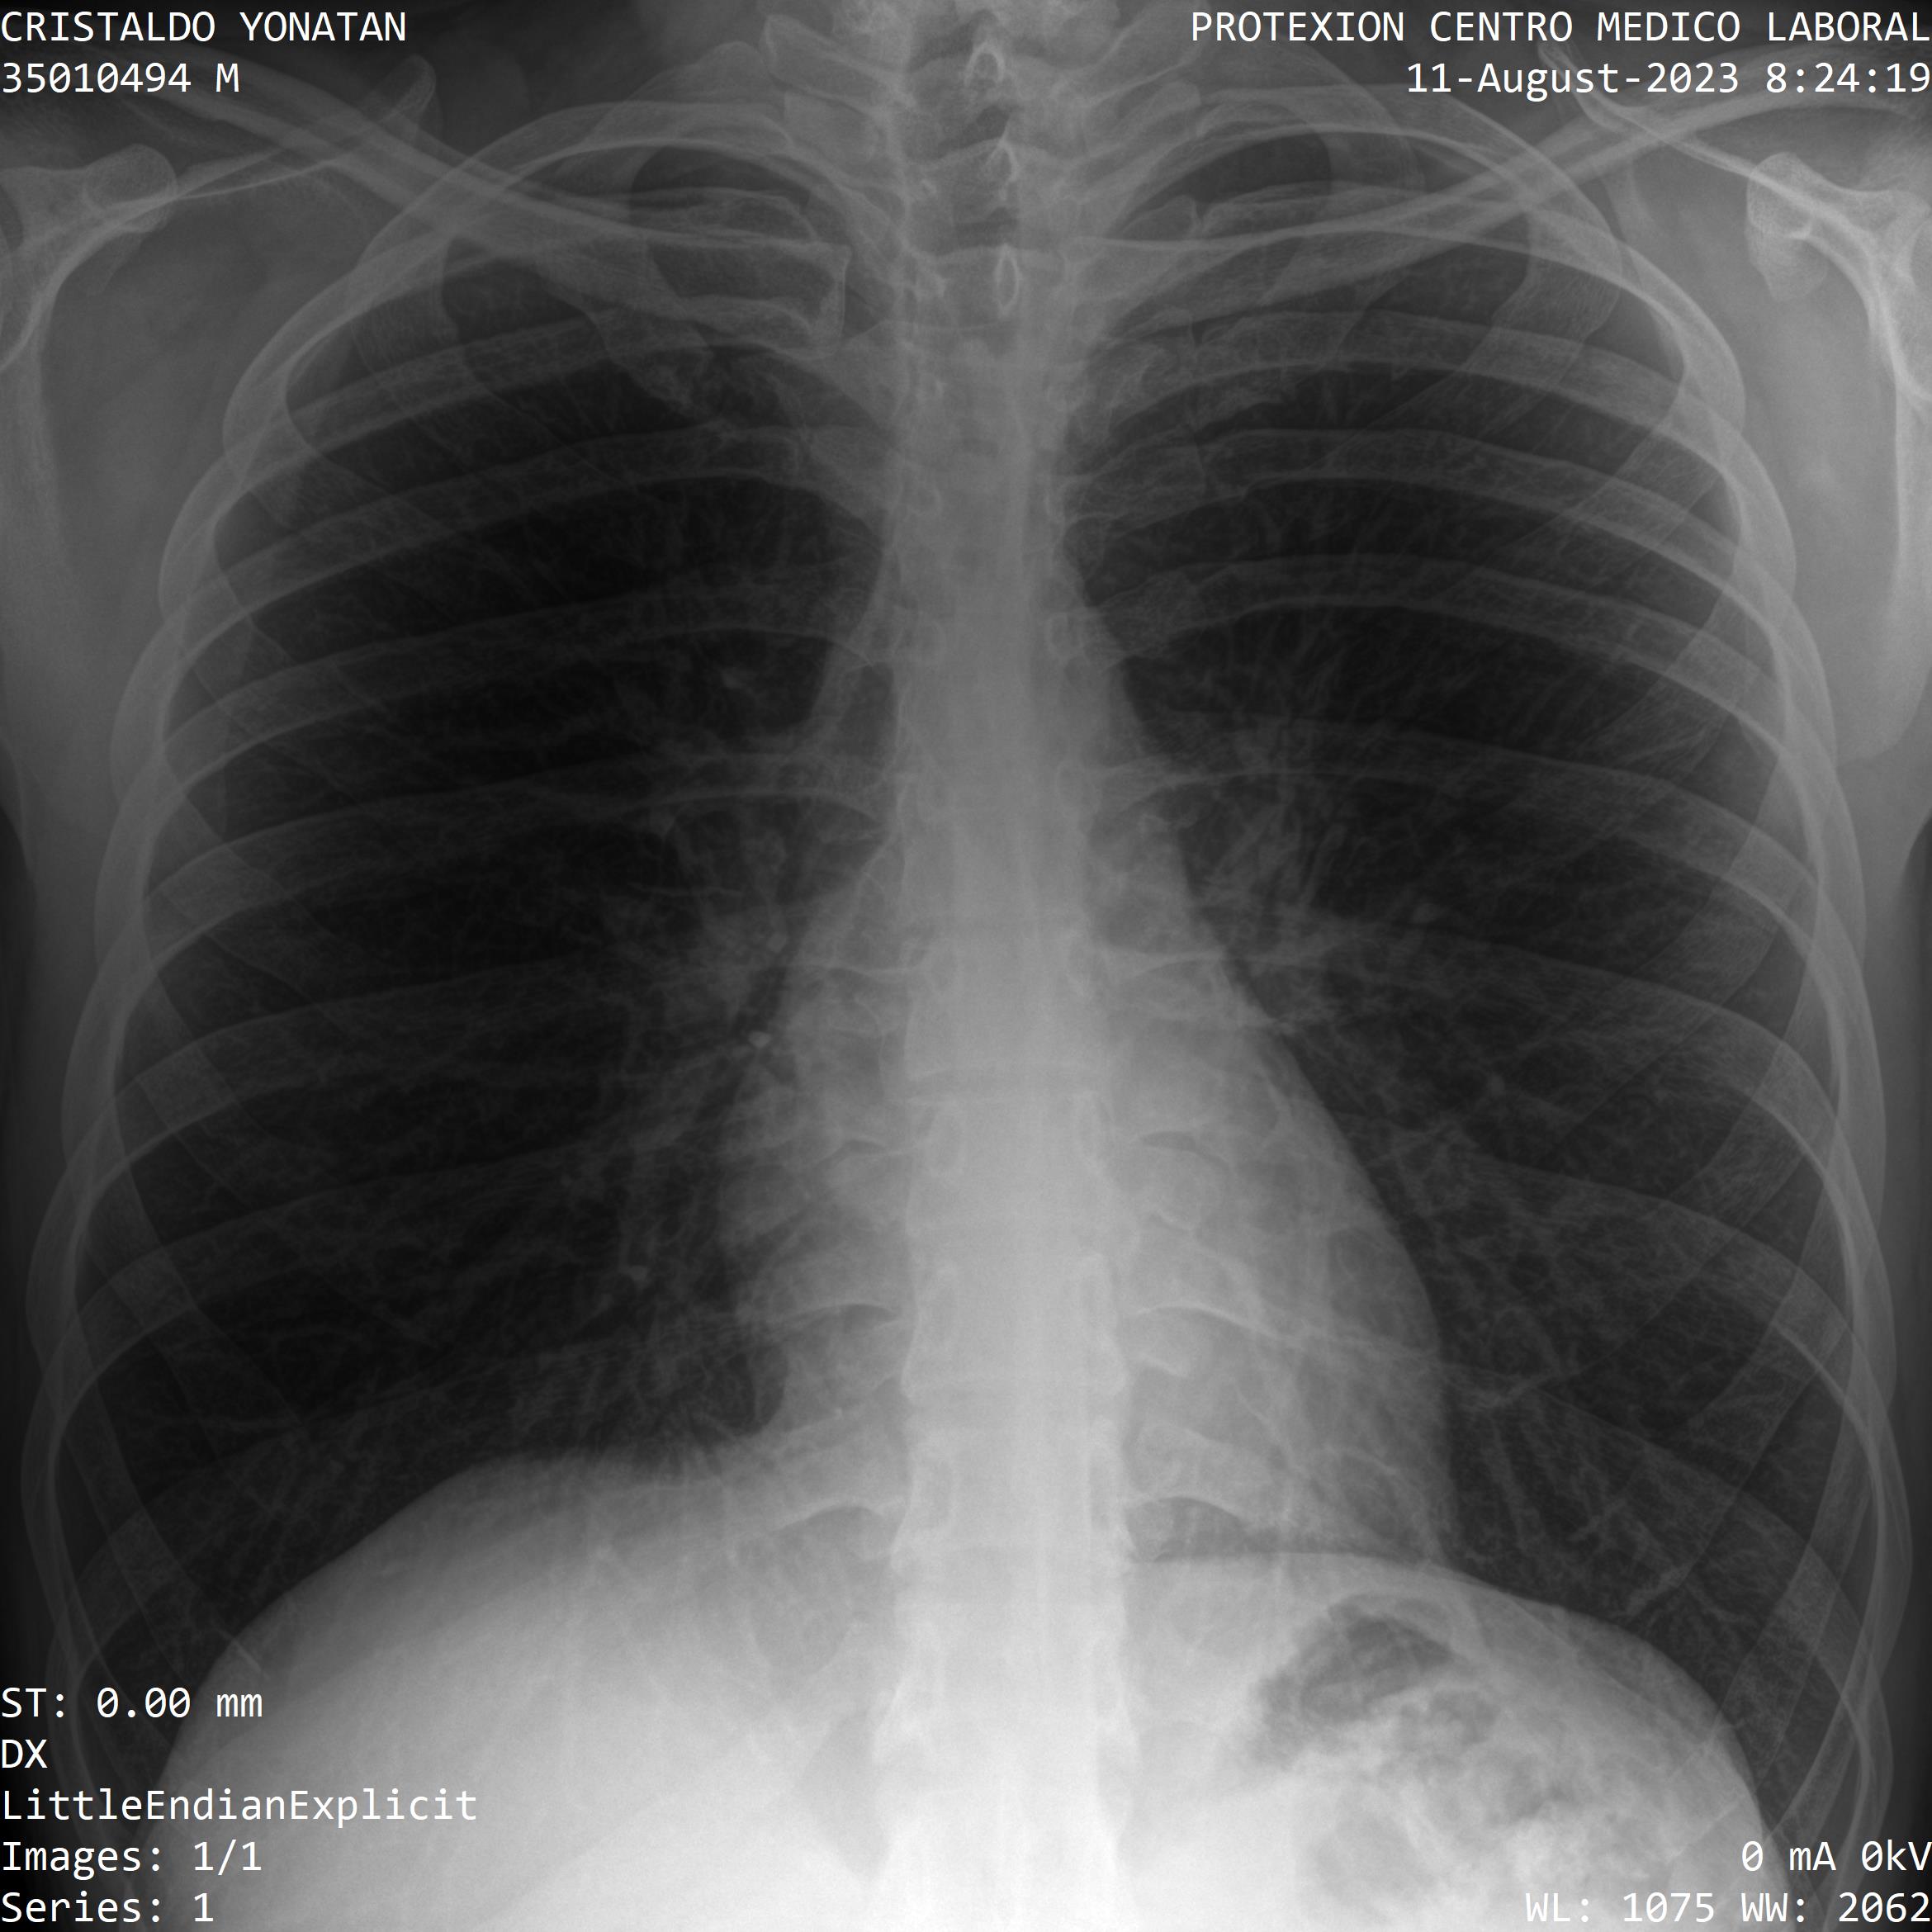 CRISTALDO YONATAN
35010494 M
PROTEXION CENTRO MEDICO LABORAL
11-August-2023 8:24:19
ST: 0.00 mm
DX
LittleEndianExplicit
Images: 1/1
Series: 1
0 mA 0kV
WL: 1075 WW: 2062